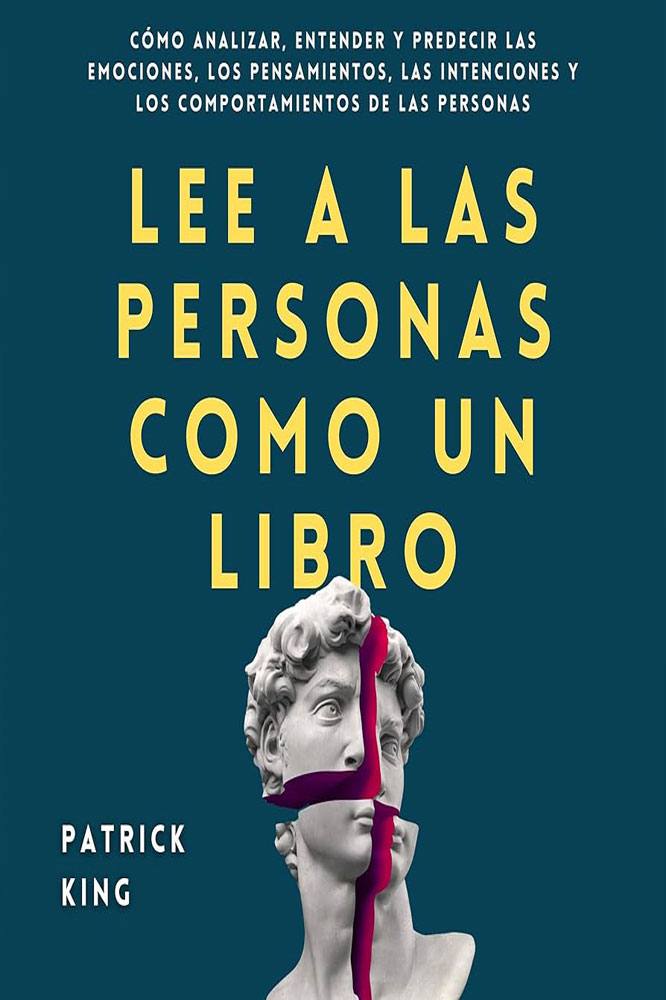 CÓMO ANALIZAR, ENTENDER Y PREDECIR LAS
EMOCIONES, LOS PENSAMIENTOS, LAS INTENCIONES Y
LOS COMPORTAMIENTOS DE LAS PERSONAS
LEE A LAS
PERSONAS
COMO UN
LIBRO
PATRICK
KING